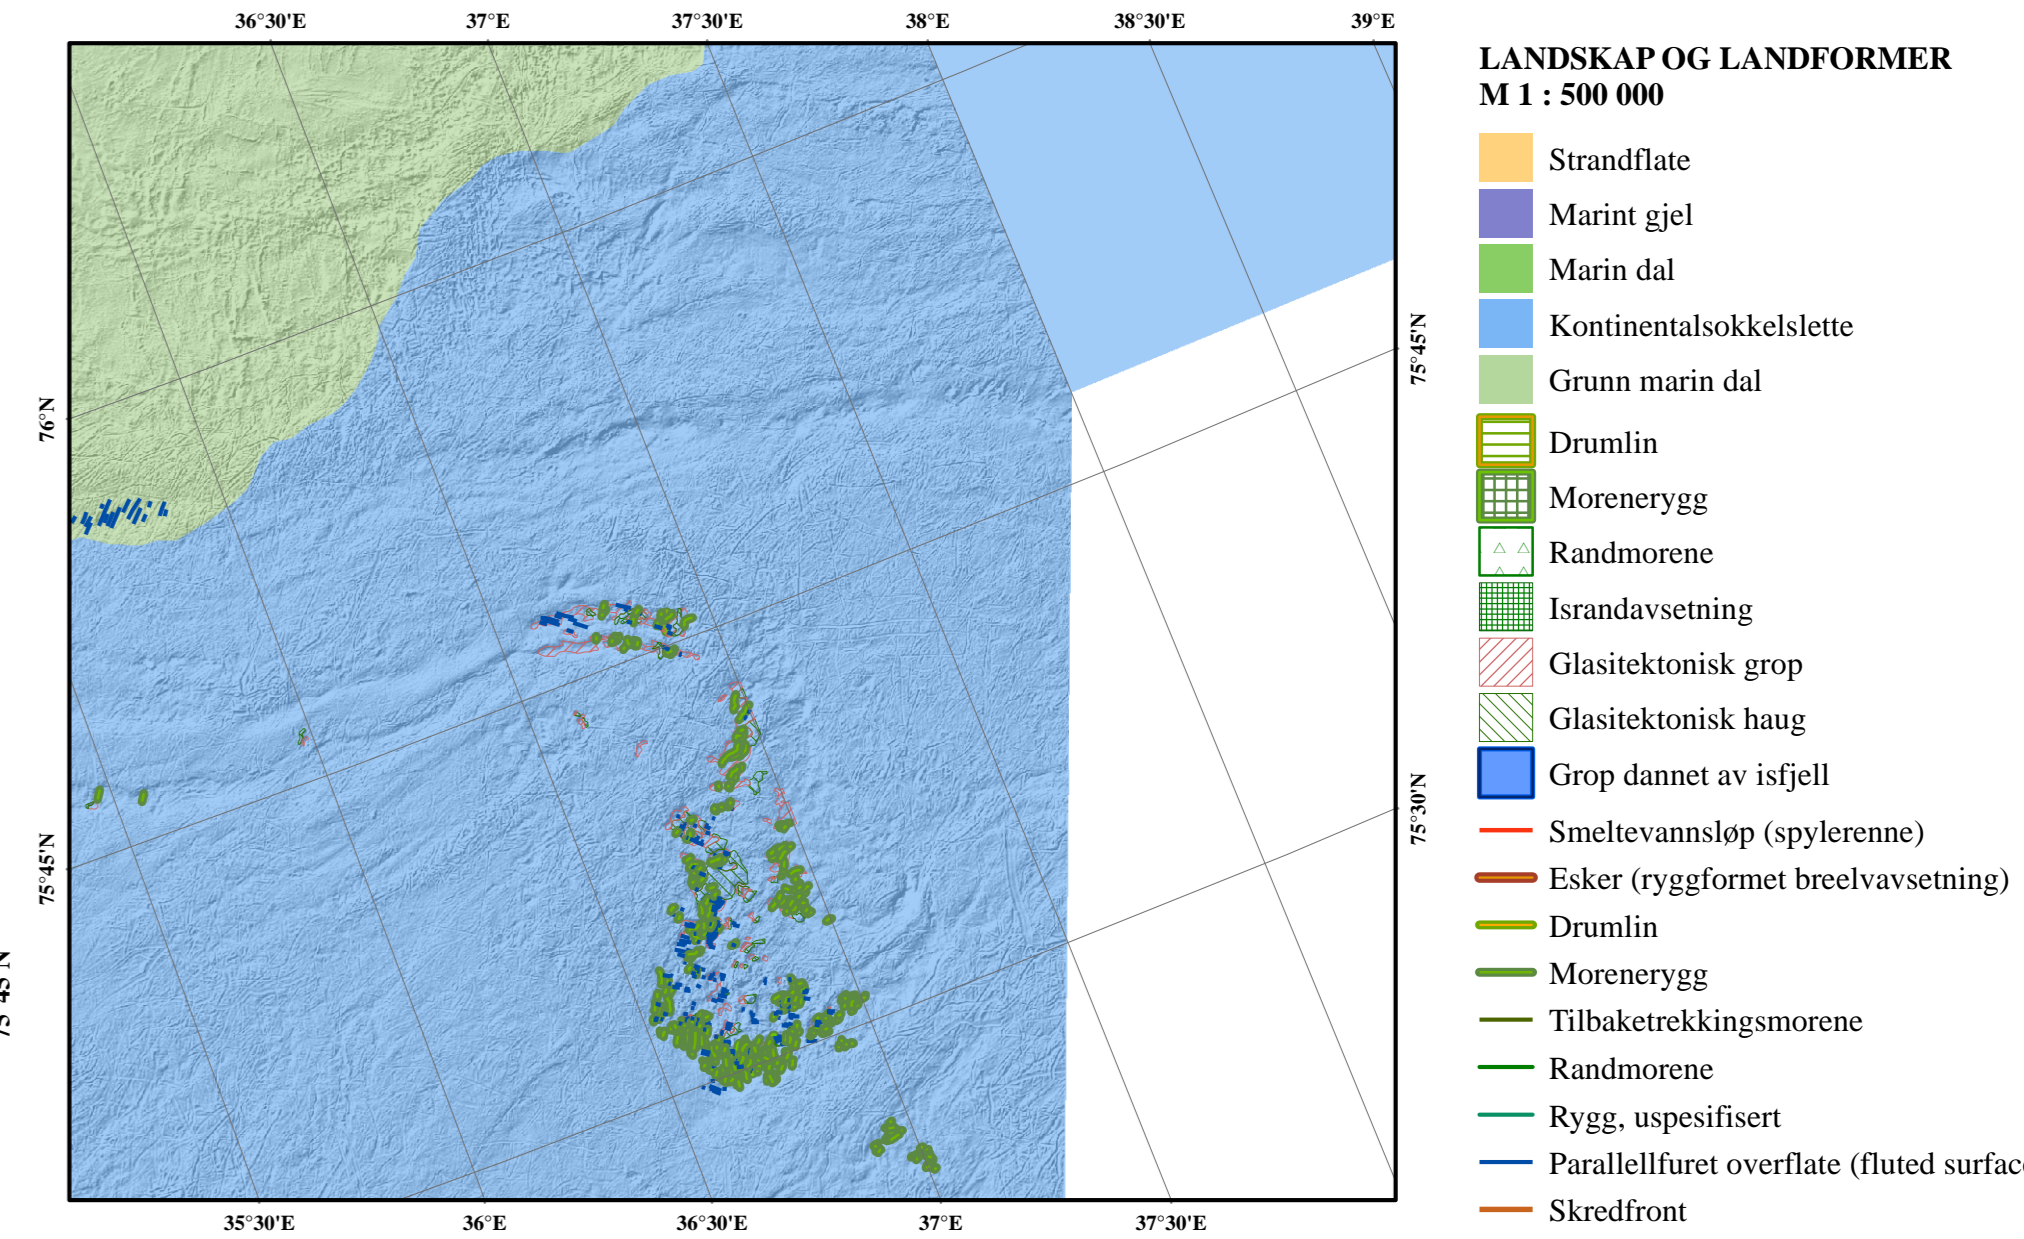 36°30'E 37°E 37°30'E 38°E 38°30'E 39°E
LANDSKAP OG LANDFORMER
M 1 : 500 000
Strandflate
Marint gjel
Marin dal
Kontinentalsokkelslette
Grunn marin dal
Drumlin
Morenerygg
Randmorene
Israndavsetning
Glasitektonisk grop
Glasitektonisk haug
Grop dannet av isfjell
Smeltevannsløp (spylerenne)
Esker (ryggformet breelvavsetning)
Drumlin
Morenerygg
Tilbaketrekkingsmorene
Randmorene
Rygg, uspesifisert
Parallellfuret overflate (fluted surface
Skredfront
76°N
75°45'N
75°45'N
75°45'N
75°30'N
35°30'E 36°E 36°30'E 37°E 37°30'E